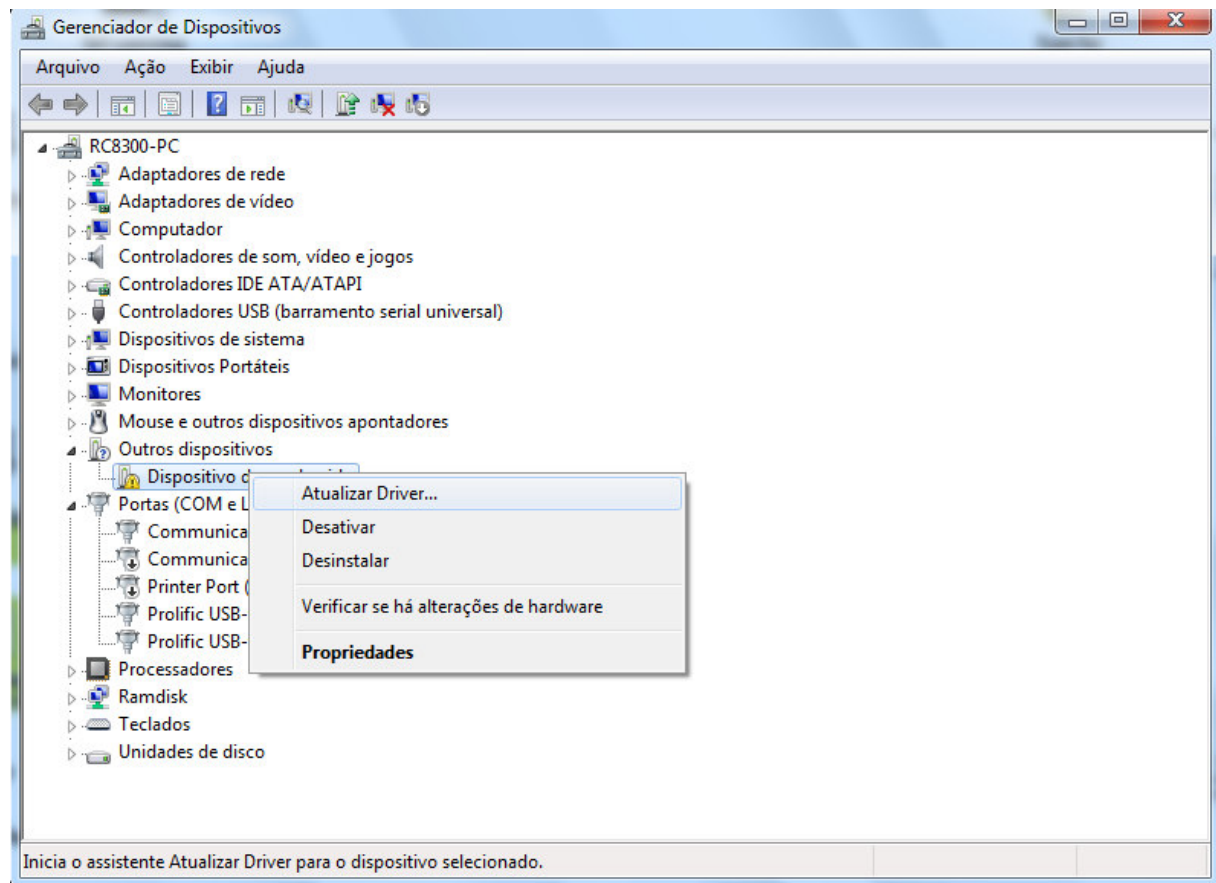 Gerenciador de Dispositivos
Arquivo Ação Exibir Ajuda
RC8300-PC
Adaptadores de rede
Adaptadores de vídeo
Computador
Controladores de som, vídeo e jogos
Controladores IDE ATA/ATAPI
Controladores USB (barramento serial universal)
Dispositivos de sistema
Dispositivos Portáteis
Monitores
Mouse e outros dispositivos apontadores
Outros dispositivos
Dispositivo
Atualizar Driver...
Desativar
Desinstalar
Verificar se há alterações de hardware
Propriedades
Portas (COM e L
Communica
Communica
Printer Port (
Prolific USB-
Prolific USB-
Processadores
Ramdisk
Teclados
Unidades de disco
Inicia o assistente Atualizar Driver para o dispositivo selecionado.